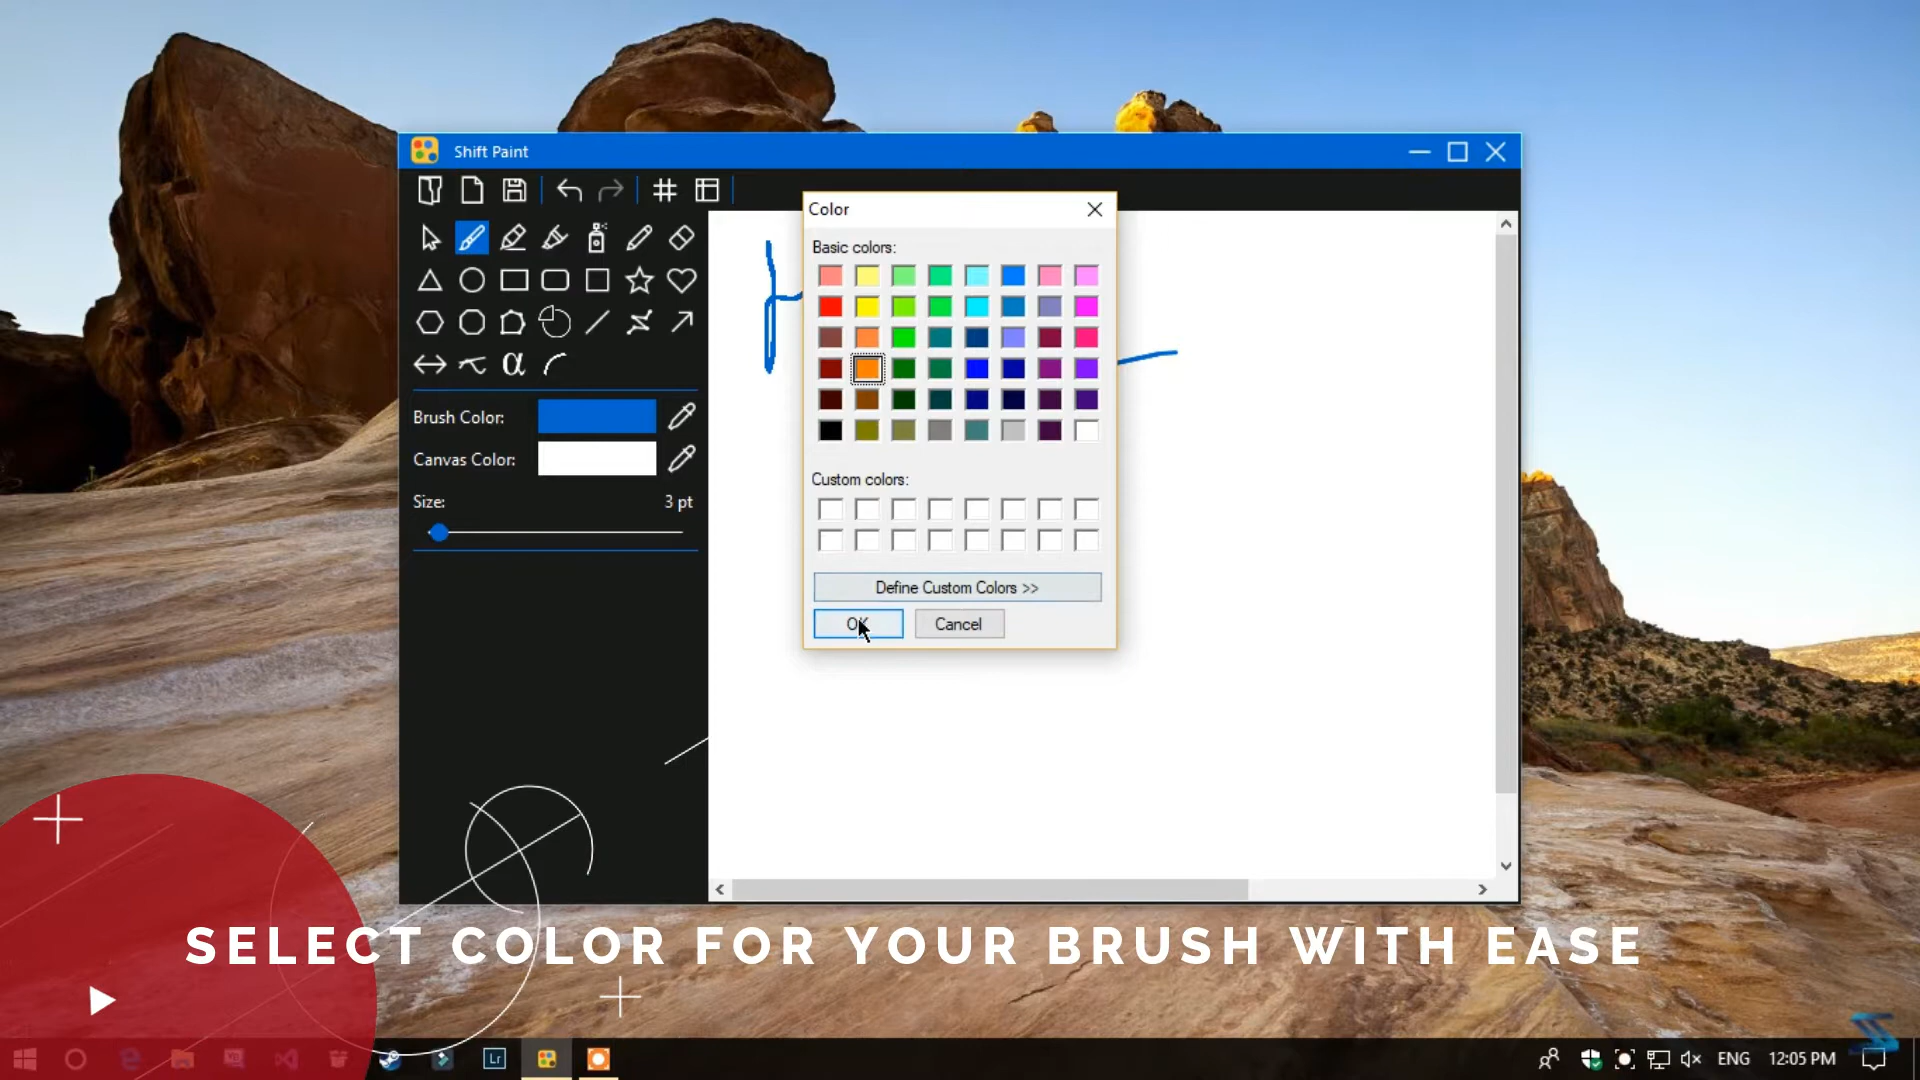 Shift Paint
Color
Basic colors:
Brush Color:
Canvas Color:
Size:
3 pt
Custom colors:
Define Custom Colors >>
OK
Cancel
SELECT COLOR FOR YOUR BRUSH WITH EASE
Lr
ENG
12:05 PM